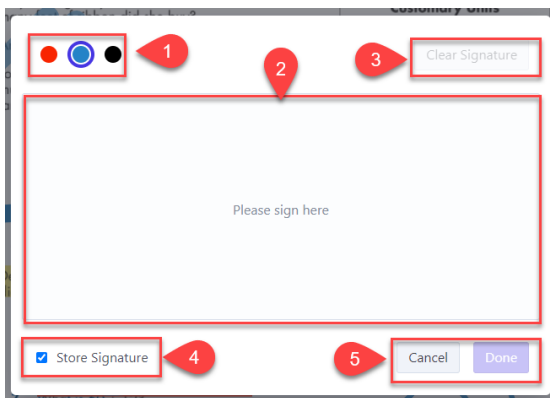 Customary Units
1
2
3
Clear Signature
Please sign here
Store Signature
4
5
Cancel
Done